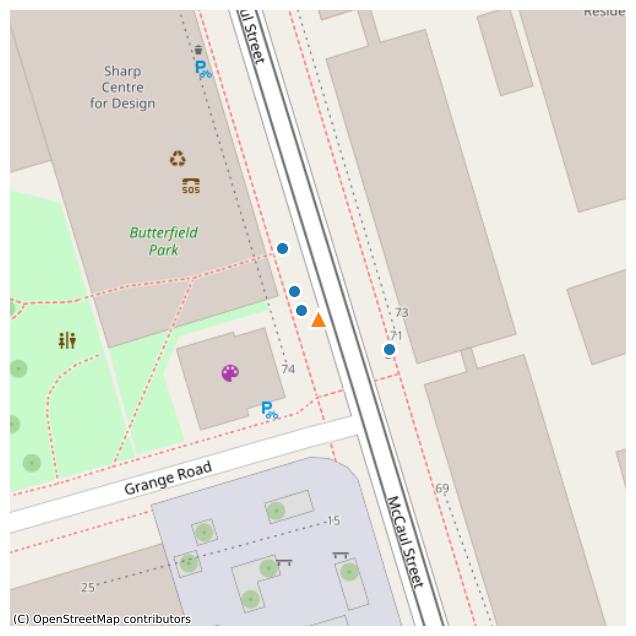 ul Street
Reside
Sharp
Centre
for Design
P
SOS
Butterfield
Park
73
71
74
P
Grange Road
69
McCaul Street
15
25
(C) OpenStreetMap contributors